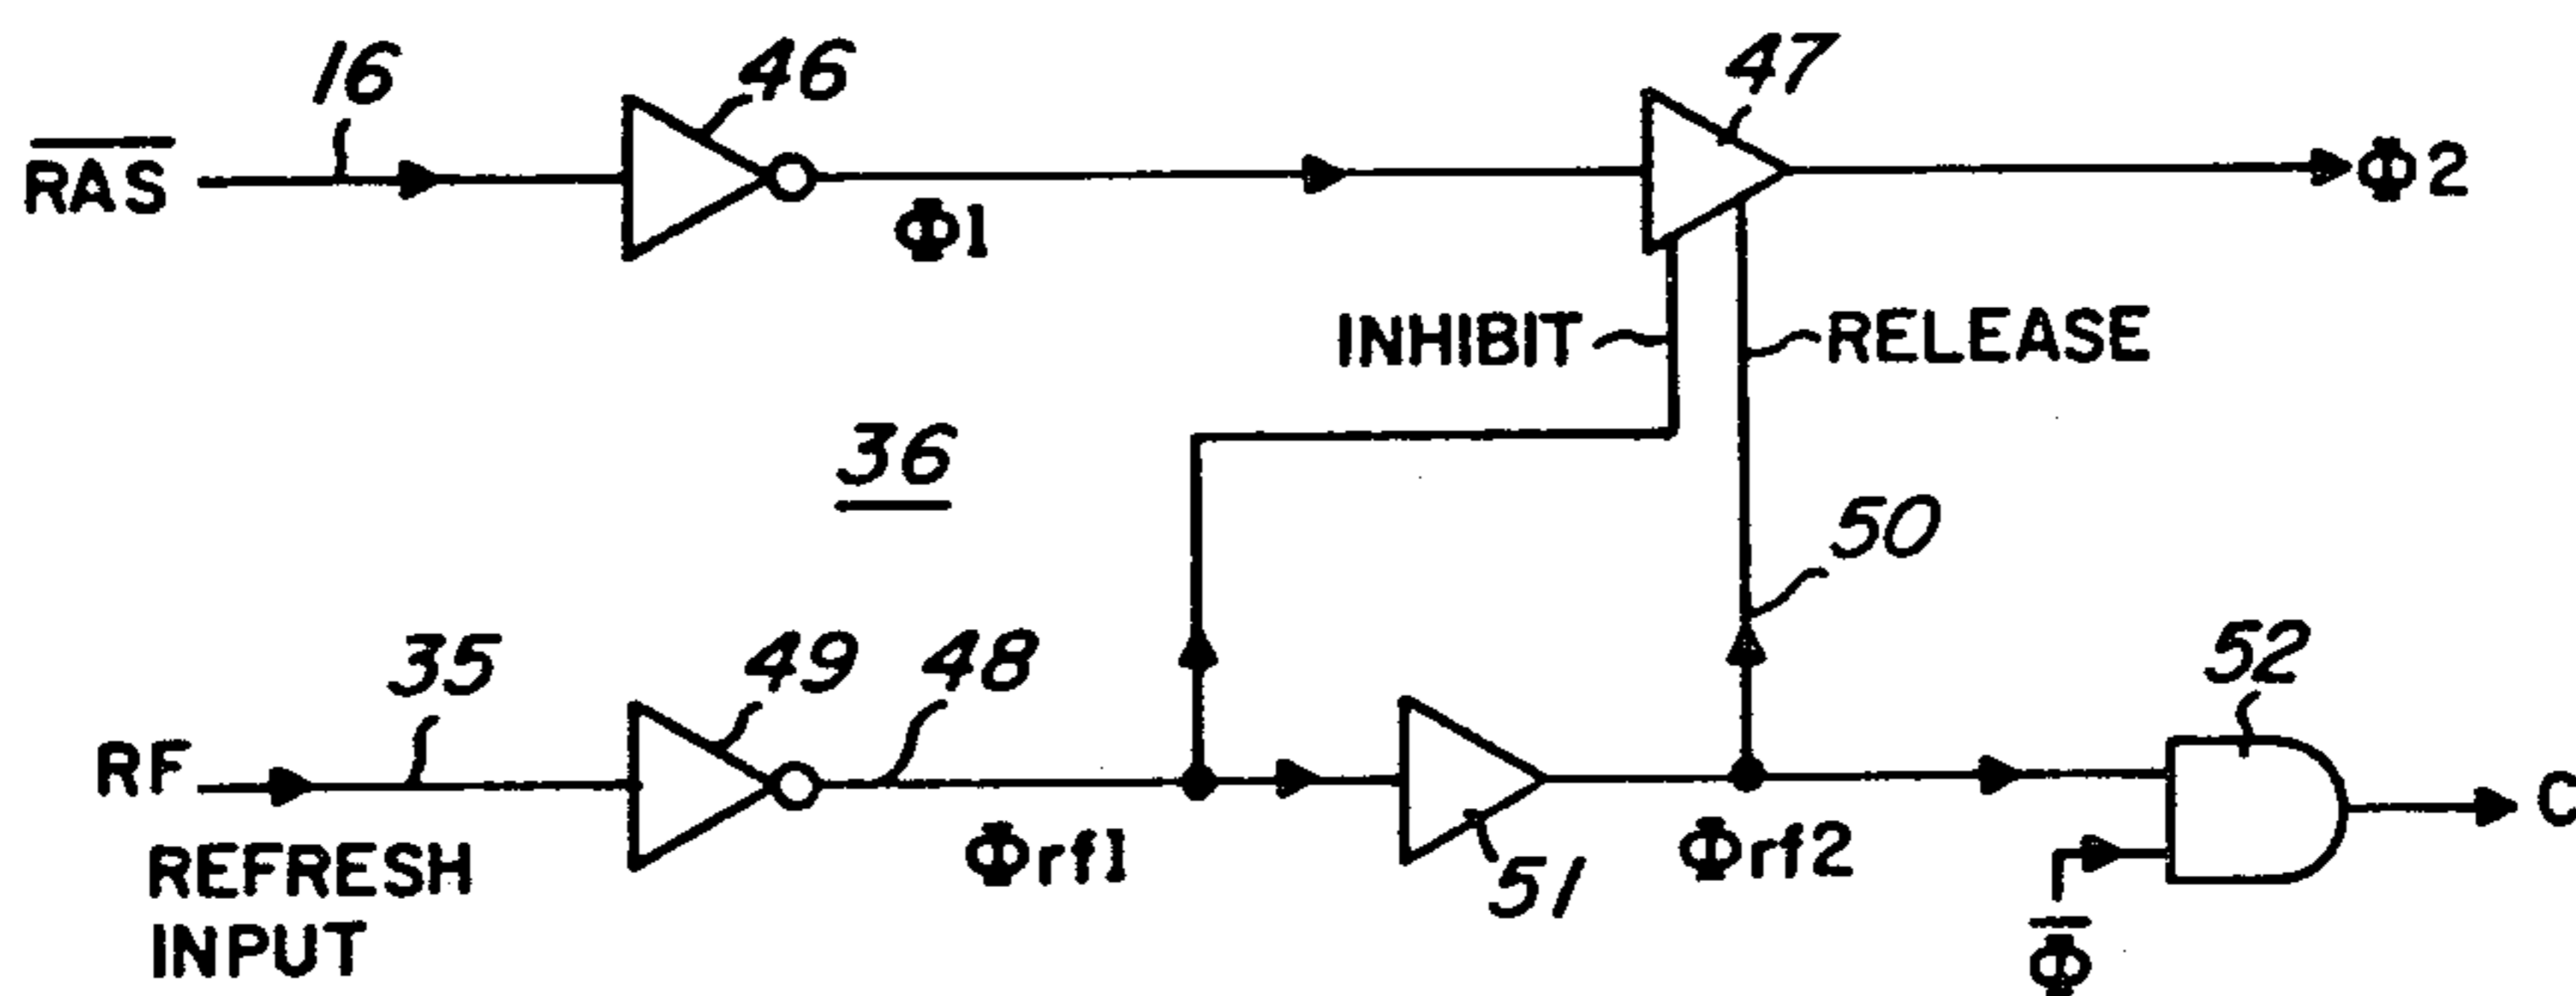 16
46
47
R̅A̅S̅
Φ1
Φ2
INHIBIT
RELEASE
36
50
35
49
48
52
RF
REFRESH
INPUT
Φrf1
51
Φrf2
C
Φ̅